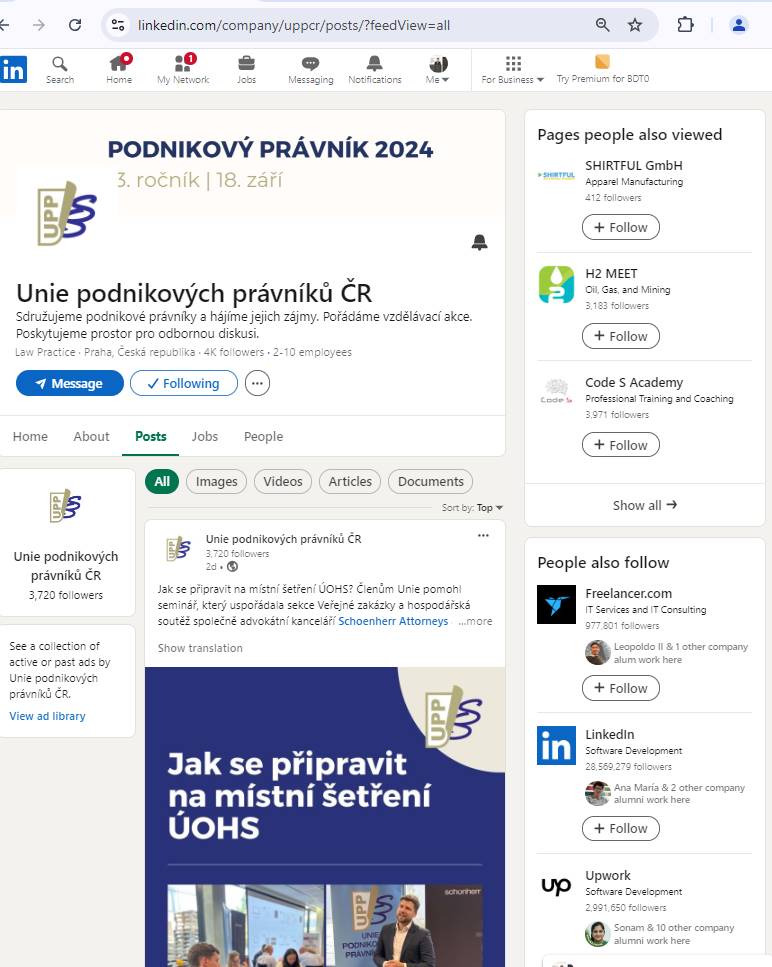 linkedin.com/company/uppcr/posts/?feedView=all
in
Search
Home
1
My Network
Jobs
Messaging
Notifications
Me
For Business
Try Premium for BDT0
PODNIKOVÝ PRÁVNÍK 2024
3. ročník | 18. září
UPP
Unie podnikových právníků ČR
Sdružujeme podnikové právníky a hájíme jejich zájmy. Pořádáme vzdělávací akce.
Poskytujeme prostor pro odbornou diskusi.
Law Practice · Praha, Česká republika · 4K followers · 2-10 employees
Message
Following
Home
About
Posts
Jobs
People
UPP
Unie podnikových
právníků ČR
3,720 followers
See a collection of
active or past ads by
Unie podnikových
právníků ČR.
View ad library
All
Images
Videos
Articles
Documents
Sort by: Top
UPP
Unie podnikových právníků ČR
3,720 followers
2d •
Jak se připravit na místní šetření ÚOHS? Členům Unie pomohl
seminář, který uspořádala sekce Veřejné zakázky a hospodářská
soutěž společně advokátní kanceláří Schoenherr Attorneys ...more
Show translation
UPP
Jak se připravit
na místní šetření
ÚOHS
schonherr
UPP
UNIE
PODNIKOV
PRÁVNÍK
Pages people also viewed
SHIRTFUL
SHIRTFUL GmbH
Apparel Manufacturing
412 followers
+ Follow
H2 MEET
Oil, Gas, and Mining
3,183 followers
+ Follow
Code S
Code S Academy
Professional Training and Coaching
3,971 followers
+ Follow
Show all →
People also follow
Freelancer.com
IT Services and IT Consulting
977,801 followers
Leopoldo II & 1 other company
alum work here
+ Follow
in
LinkedIn
Software Development
28,569,279 followers
Ana María & 2 other company
alumni work here
+ Follow
up
Upwork
Software Development
2,991,650 followers
Sonam & 10 other company
alumni work here